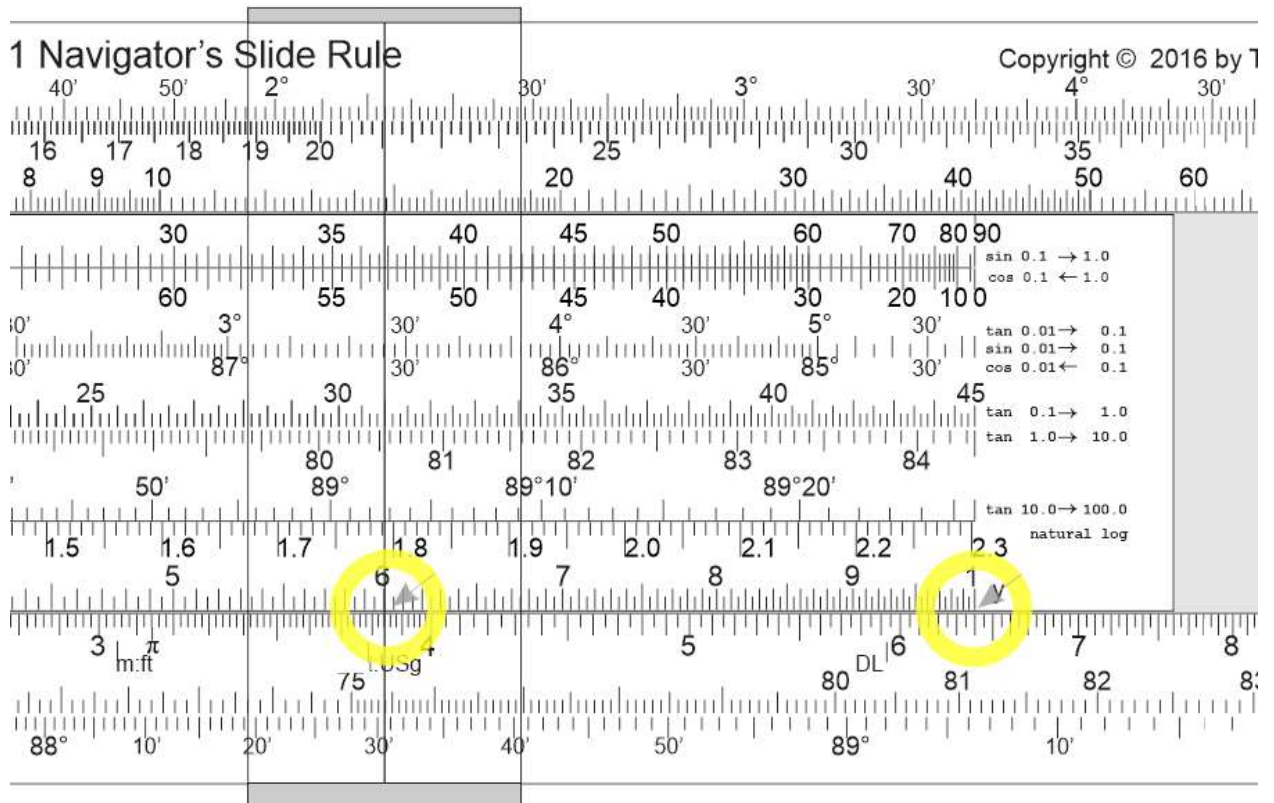 1 Navigator's Slide Rule Copyright © 2016 by T
40' 50' 2° 30' 3° 30' 4° 30'
16 17 18 19 20 25 30 35
8 9 10 20 30 40 50 60
30 35 40 45 50 60 70 80 90
sin 0.1 → 1.0
cos 0.1 ← 1.0
60 55 50 45 40 30 20 10 0
30' 3° 30' 4° 30' 5° 30'
tan 0.01→ 0.1
sin 0.01→ 0.1
cos 0.01← 0.1
30' 87° 30' 86° 30' 85° 30'
25 30 35 40 45
tan 0.1→ 1.0
tan 1.0→ 10.0
80 81 82 83 84
' 50' 89° 89°10' 89°20'
tan 10.0→100.0
natural log
1.5 1.6 1.7 1.8 1.9 2.0 2.1 2.2 2.3
5 6 7 8 9 1
y
3 m:ft π l:USg 4 5 DL 6 7 8
75 80 81 82 83
88° 10' 20' 30' 40' 50' 89° 10'